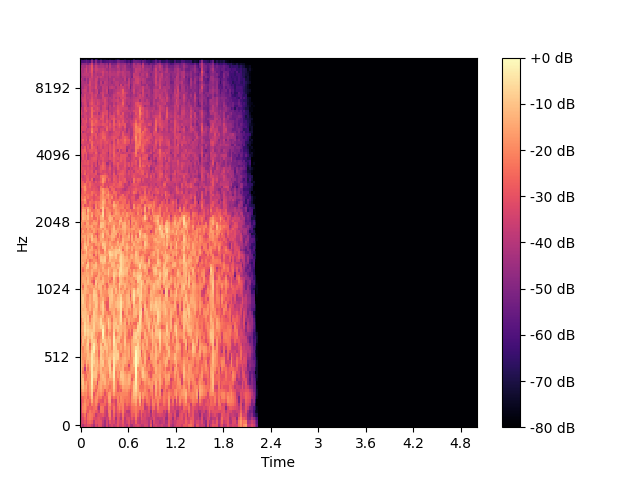 8192
4096
2048
1024
512
0
Hz
0 0.6 1.2 1.8 2.4 3 3.6 4.2 4.8
Time
+0 dB
-10 dB
-20 dB
-30 dB
-40 dB
-50 dB
-60 dB
-70 dB
-80 dB